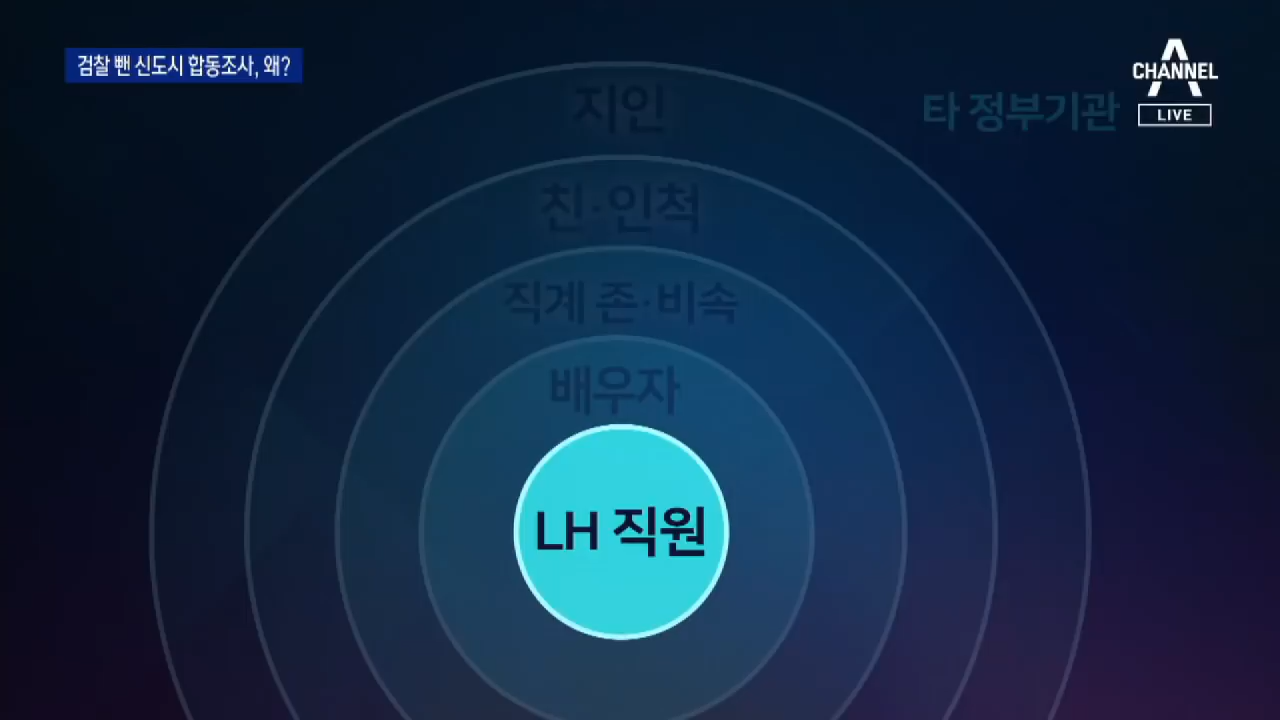 검찰 뺀 신도시 합동조사, 왜?
CHANNEL A
LIVE
타 정부기관
지인
친·인척
직계 존·비속
배우자
LH 직원